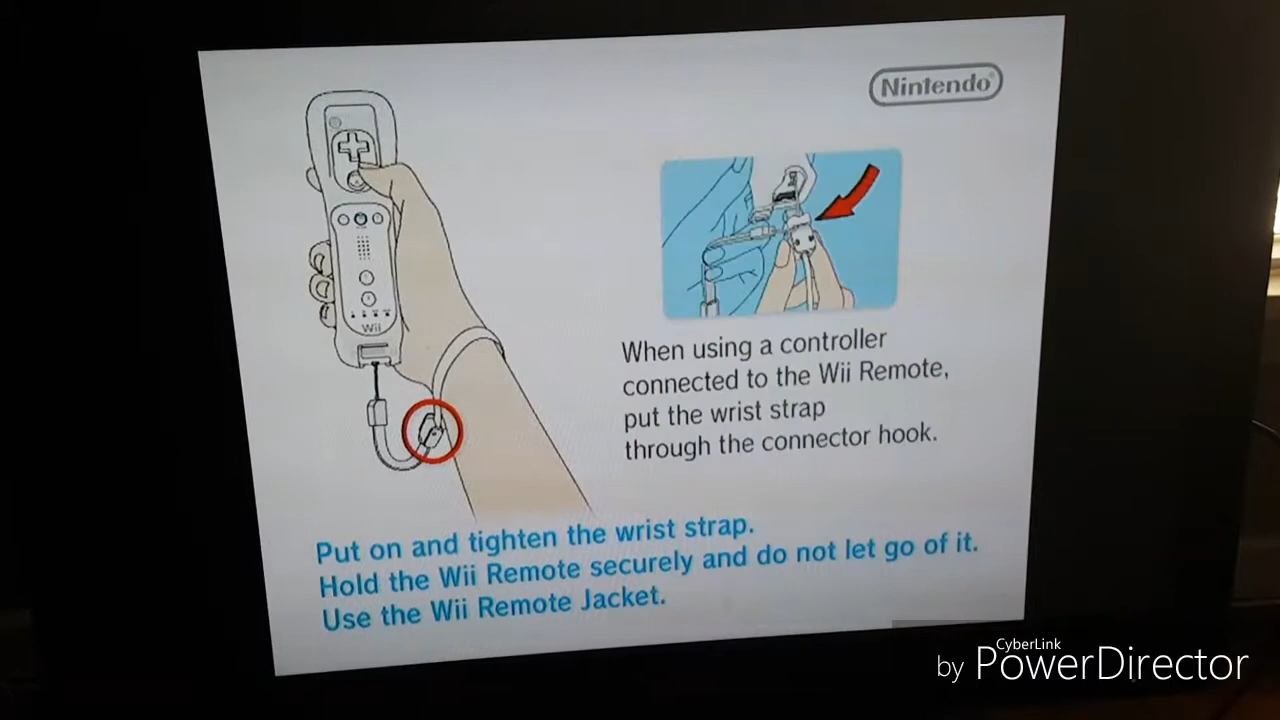 Nintendo®
Wii
When using a controller
connected to the Wii Remote,
put the wrist strap
through the connector hook.
Put on and tighten the wrist strap.
Hold the Wii Remote securely and do not let go of it.
Use the Wii Remote Jacket.
CyberLink
by PowerDirector